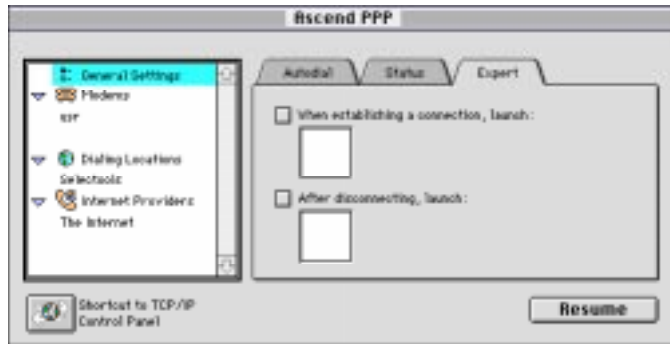 Ascend PPP
General Settings
Modems
usr
Dialing Locations
Selectools
Internet Providers
The Internet
Autodial
Status
Expert
When establishing a connection, launch:
After disconnecting, launch:
Shortcut to TCP/IP
Control Panel
Resume